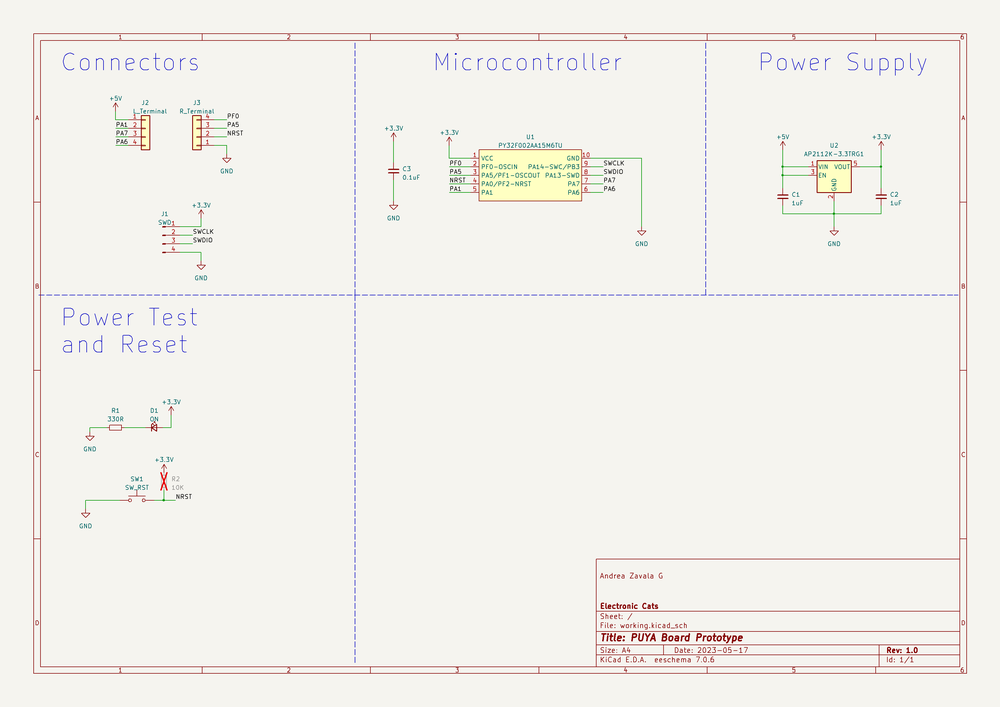 1 2 3 4 5 6
Connectors
Microcontroller
Power Supply
A
A
+5V
J2
L_Terminal
1
PA1 2
PA7 3
PA6 4
J3
R_Terminal
4 PF0
3 PA5
2 NRST
1
GND
J1
SWD
+3.3V
1
2 SWCLK
3 SWDIO
4
GND
+3.3V
C3
0.1uF
GND
+3.3V
U1
PY32F002AA15M6TU
1 VCC GND 10
PF0 2 PF0-OSCIN PA14-SWC/PB3 9 SWCLK
PA5 3 PA5/PF1-OSCOUT PA13-SWD 8 SWDIO
NRST 4 PA0/PF2-NRST PA7 7 PA7
PA1 5 PA1 PA6 6 PA6
GND
+5V
U2
AP2112K-3.3TRG1
+3.3V
1 VIN VOUT 5
3 EN
GND
2
C1
1uF
C2
1uF
GND
B
B
Power Test
and Reset
R1
330R
D1
ON
+3.3V
GND
+3.3V
R2
10K
SW1
SW_RST
NRST
GND
C
C
D
D
Andrea Zavala G
Electronic Cats
Sheet: /
File: working.kicad_sch
Title: PUYA Board Prototype
Size: A4 Date: 2023-05-17 Rev: 1.0
KiCad E.D.A. eeschema 7.0.6 Id: 1/1
1 2 3 4 5 6